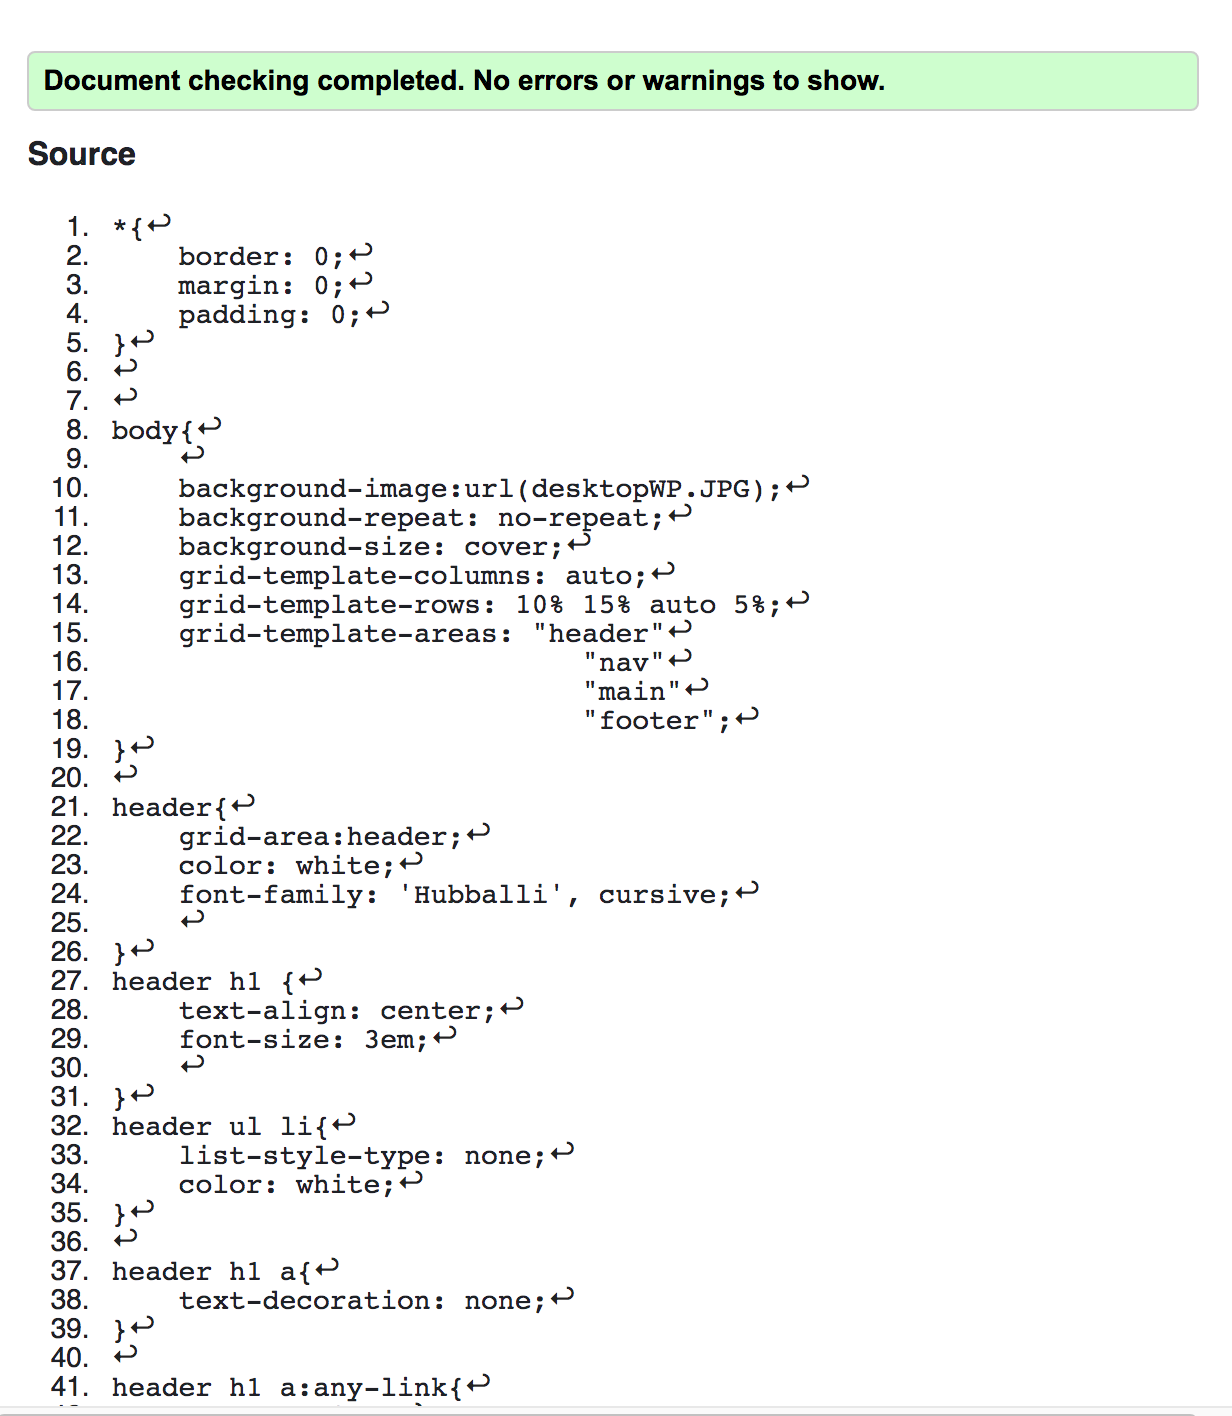 Document checking completed. No errors or warnings to show.
Source
1. *{↩
2. border: 0;↩
3. margin: 0;↩
4. padding: 0;↩
5. }↩
6. ↩
7. ↩
8. body{↩
9. ↩
10. background-image:url(desktopWP.JPG);↩
11. background-repeat: no-repeat;↩
12. background-size: cover;↩
13. grid-template-columns: auto;↩
14. grid-template-rows: 10% 15% auto 5%;↩
15. grid-template-areas: "header"↩
16. "nav"↩
17. "main"↩
18. "footer";↩
19. }↩
20. ↩
21. header{↩
22. grid-area:header;↩
23. color: white;↩
24. font-family: 'Hubballi', cursive;↩
25. ↩
26. }↩
27. header h1 {↩
28. text-align: center;↩
29. font-size: 3em;↩
30. ↩
31. }↩
32. header ul li{↩
33. list-style-type: none;↩
34. color: white;↩
35. }↩
36. ↩
37. header h1 a{↩
38. text-decoration: none;↩
39. }↩
40. ↩
41. header h1 a:any-link{↩